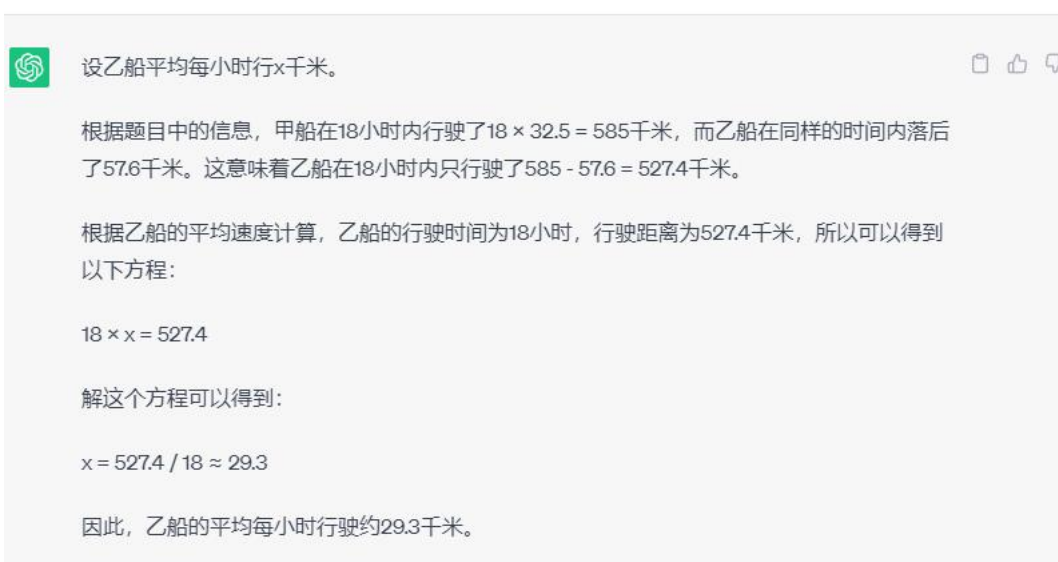 设乙船平均每小时行x千米。
根据题目中的信息，甲船在18小时内行驶了18 × 32.5 = 585千米，而乙船在同样的时间内落后
了57.6千米。这意味着乙船在18小时内只行驶了585 - 57.6 = 527.4千米。
根据乙船的平均速度计算，乙船的行驶时间为18小时，行驶距离为527.4千米，所以可以得到
以下方程：
18 × x = 527.4
解这个方程可以得到：
x = 527.4 / 18 ≈ 29.3
因此，乙船的平均每小时行驶约29.3千米。